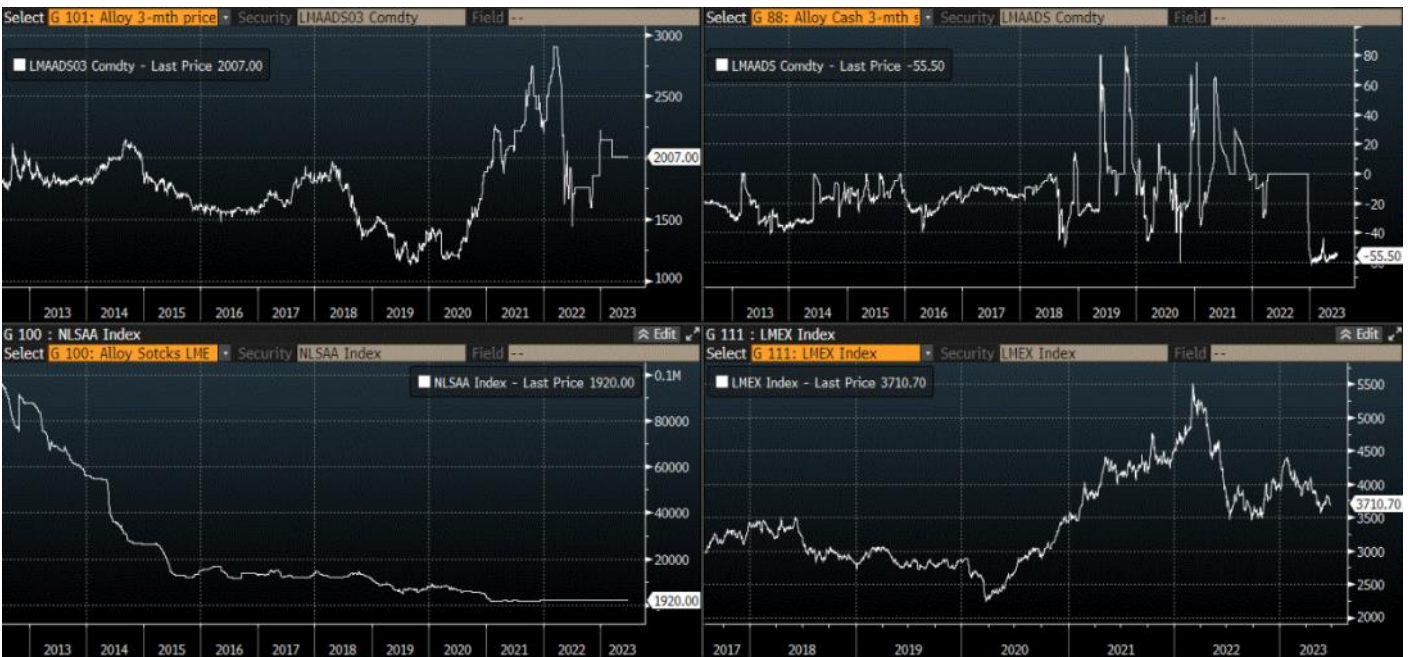 Select G 101: Alloy 3-mth price Security LMAADS03 Comdty Field --
LMAADS03 Comdty - Last Price 2007.00
3000
2500
2007.00
1500
1000
2013 2014 2015 2016 2017 2018 2019 2020 2021 2022 2023
Select G 88: Alloy Cash 3-mth s Security LMAADS Comdty Field --
LMAADS Comdty - Last Price -55.50
80
60
40
20
0
-20
-40
-55.50
2013 2014 2015 2016 2017 2018 2019 2020 2021 2022 2023
G 100 : NLSAA Index Edit
Select G 100: Alloy Sotcks LME Security NLSAA Index Field --
NLSAA Index - Last Price 1920.00
0.1M
80000
60000
40000
20000
1920.00
2013 2014 2015 2016 2017 2018 2019 2020 2021 2022 2023
G 111 : LMEX Index Edit
Select G 111: LMEX Index Security LMEX Index Field --
LMEX Index - Last Price 3710.70
5500
5000
4500
4000
3710.70
3500
3000
2500
2000
2017 2018 2019 2020 2021 2022 2023